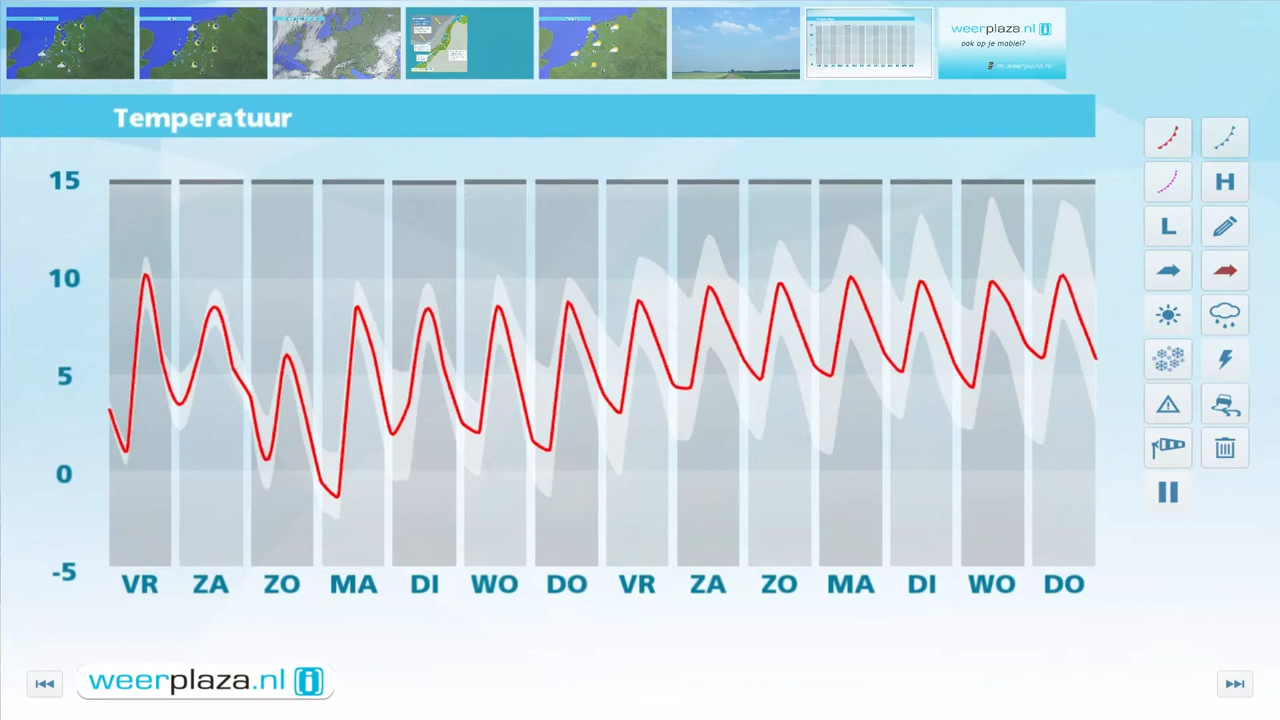 weerplaza.nl i
ook op je mobiel?
m.weerplaza.nl
Temperatuur
15
10
5
0
-5
VR ZA ZO MA DI WO DO VR ZA ZO MA DI WO DO
H
L
weerplaza.nl i